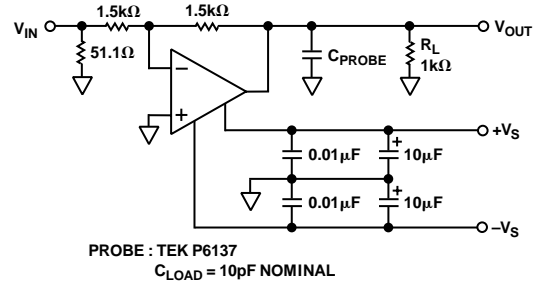 1.5kΩ 1.5kΩ
VIN VOUT
51.1Ω
CPROBE
RL
1kΩ
−
+
+VS
+
0.01μF 10μF
+
0.01μF 10μF
−VS
PROBE : TEK P6137
CLOAD = 10pF NOMINAL